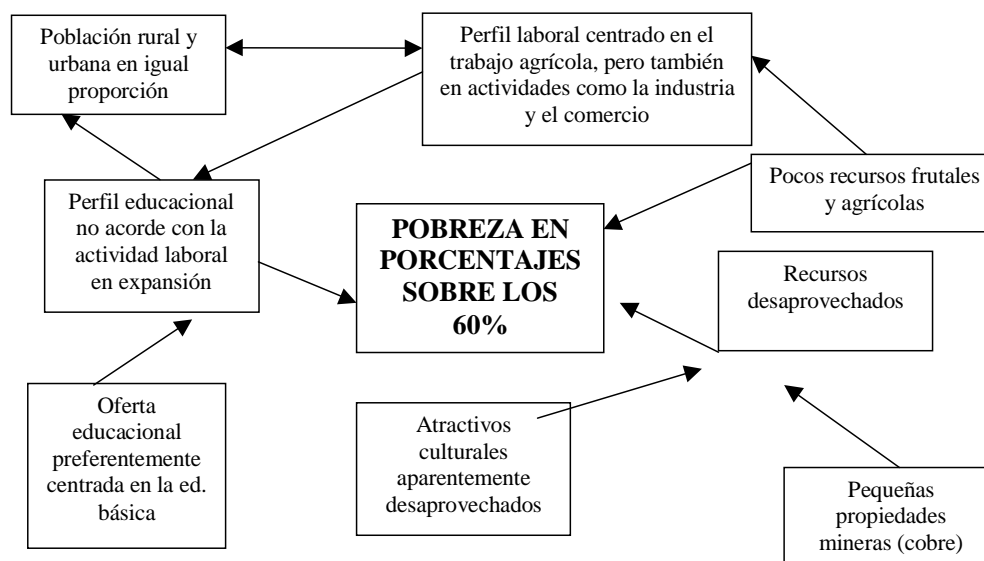 Población rural y
urbana en igual
proporción
Perfil laboral centrado en el
trabajo agrícola, pero también
en actividades como la industria
y el comercio
Perfil educacional
no acorde con la
actividad laboral
en expansión
POBREZA EN
PORCENTAJES
SOBRE LOS
60%
Pocos recursos frutales
y agrícolas
Recursos
desaprovechados
Oferta
educacional
preferentemente
centrada en la ed.
básica
Atractivos
culturales
aparentemente
desaprovechados
Pequeñas
propiedades
mineras (cobre)